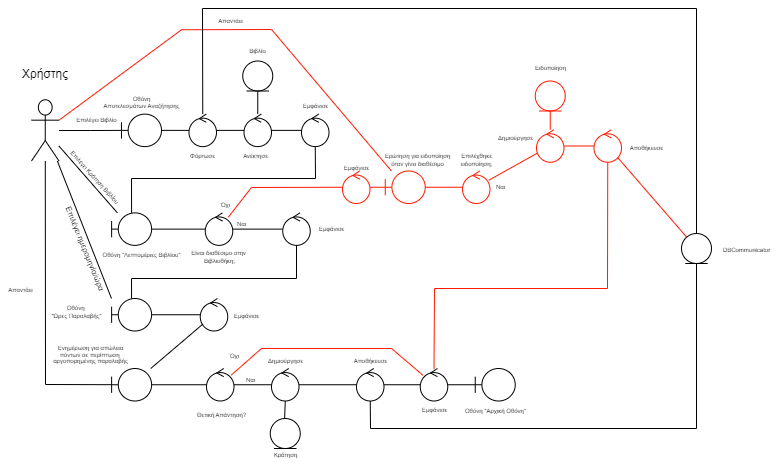 Απαντάει
Βιβλίο
Ειδοποίηση
Χρήστης
Οθόνη
Αποτελεσμάτων Αναζήτησης
Εμφάνισε
Επιλέγει Βιβλίο
Δημιούργησε
Αποθήκευσε
Φόρτωσε
Ανέκτησε
Ερώτηση για ειδοποίηση
όταν γίνει διαθέσιμο
Επιλέχθηκε
ειδοποίηση;
Εμφάνισε
Ναι
Επιλέγει Κράτηση Βιβλίου
Όχι
Ναι
Εμφάνισε
Επιλέγει ημερομηνία/ώρα
Οθόνη "Λεπτομέριες Βιβλίου"
Είναι διαθέσιμο στην
Βιβλιοθήκη;
DBCommunicator
Απαντάει
Οθόνη
"Ώρες Παραλαβής"
Εμφάνισε
Ενημέρωση για απώλεια
πόντων σε περίπτωση
αργοπορημένης παραλαβής
Όχι
Δημιούργησε
Αποθήκευσε
Ναι
Θετική Απάντηση?
Εμφάνισε
Οθόνη "Αρχική Οθόνη"
Κράτηση